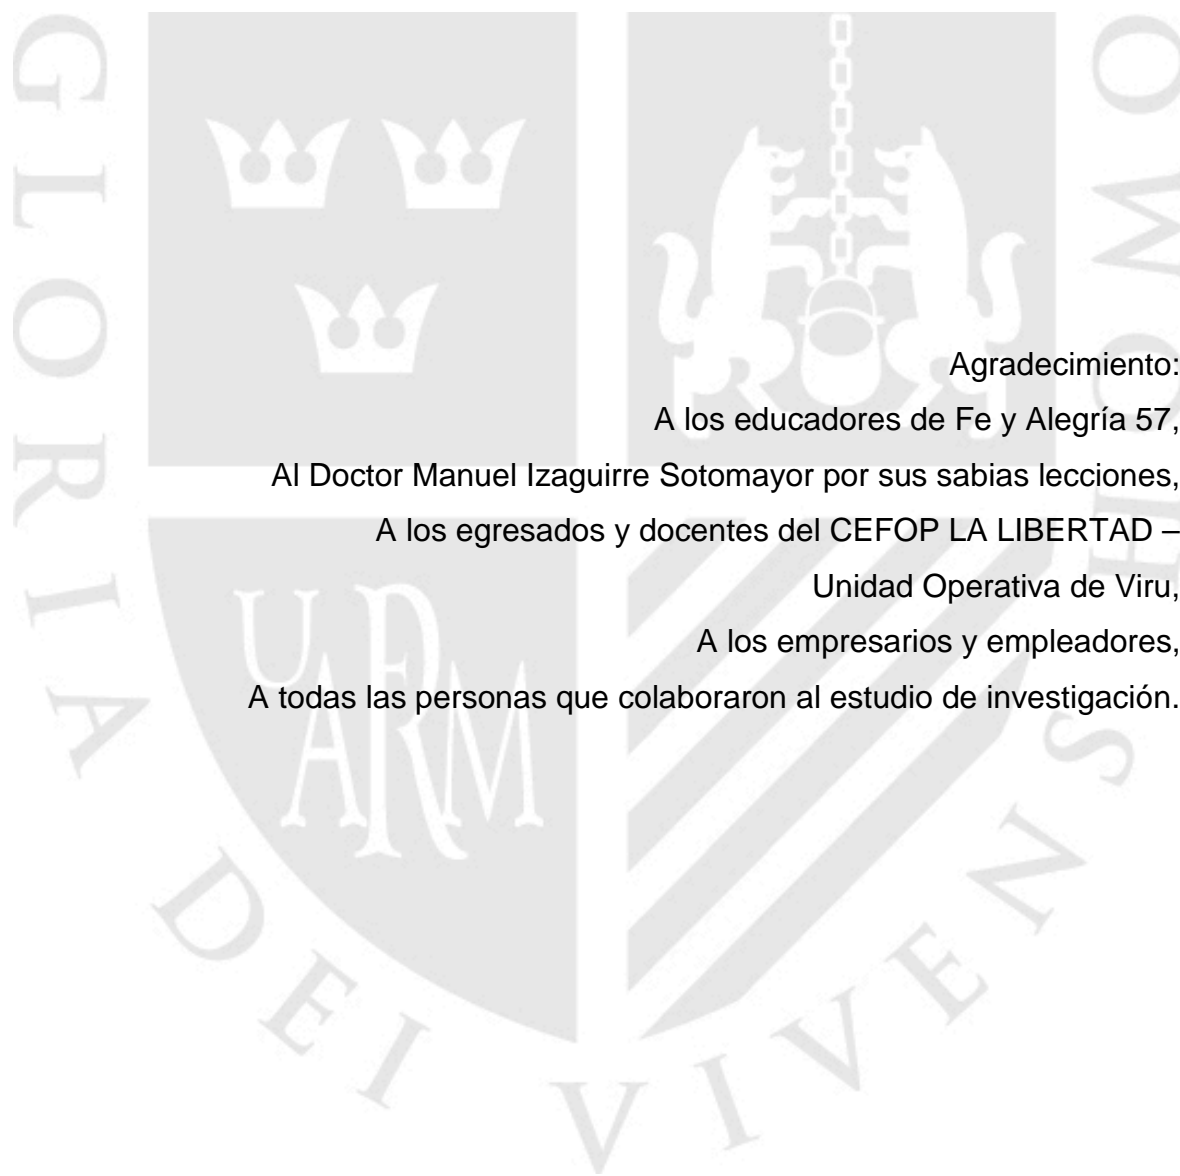 Agradecimiento:
A los educadores de Fe y Alegría 57,
Al Doctor Manuel Izaguirre Sotomayor por sus sabias lecciones,
A los egresados y docentes del CEFOP LA LIBERTAD –
Unidad Operativa de Viru,
A los empresarios y empleadores,
A todas las personas que colaboraron al estudio de investigación.
GLORIA DEI VIVENS HOMO
UARM